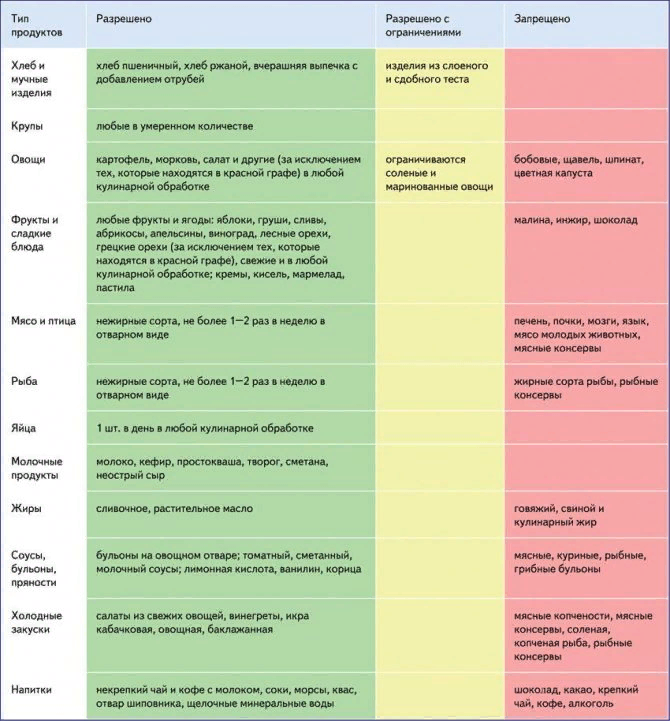 Тип
продуктов
Разрешено
Разрешено с
ограничениями
Запрещено
Хлеб и
мучные
изделия
хлеб пшеничный, хлеб ржаной, вчерашняя выпечка с
добавлением отрубей
изделия из слоеного
и сдобного теста
Крупы
любые в умеренном количестве
Овощи
картофель, морковь, салат и другие (за исключением
тех, которые находятся в красной графе) в любой
кулинарной обработке
ограничиваются
соленые и
маринованные овощи
бобовые, щавель, шпинат,
цветная капуста
Фрукты и
сладкие
блюда
любые фрукты и ягоды: яблоки, груши, сливы,
абрикосы, апельсины, виноград, лесные орехи,
грецкие орехи (за исключением тех, которые
находятся в красной графе), свежие и в любой
кулинарной обработке; кремы, кисель, мармелад,
пастила
малина, инжир, шоколад
Мясо и птица
нежирные сорта, не более 1—2 раз в неделю в
отварном виде
печень, почки, мозги, язык,
мясо молодых животных,
мясные консервы
Рыба
нежирные сорта, не более 1—2 раз в неделю в
отварном виде
жирные сорта рыбы, рыбные
консервы
Яйца
1 шт. в день в любой кулинарной обработке
Молочные
продукты
молоко, кефир, простокваша, творог, сметана,
неострый сыр
Жиры
сливочное, растительное масло
говяжий, свиной и
кулинарный жир
Соусы,
бульоны,
пряности
бульоны на овощном отваре; томатный, сметанный,
молочный соусы; лимонная кислота, ванилин, корица
мясные, куриные, рыбные,
грибные бульоны
Холодные
закуски
салаты из свежих овощей, винегреты, икра
кабачковая, овощная, баклажанная
мясные копчености, мясные
консервы, соленая,
копченая рыба, рыбные
консервы
Напитки
некрепкий чай и кофе с молоком, соки, морсы, квас,
отвар шиповника, щелочные минеральные воды
шоколад, какао, крепкий
чай, кофе, алкоголь